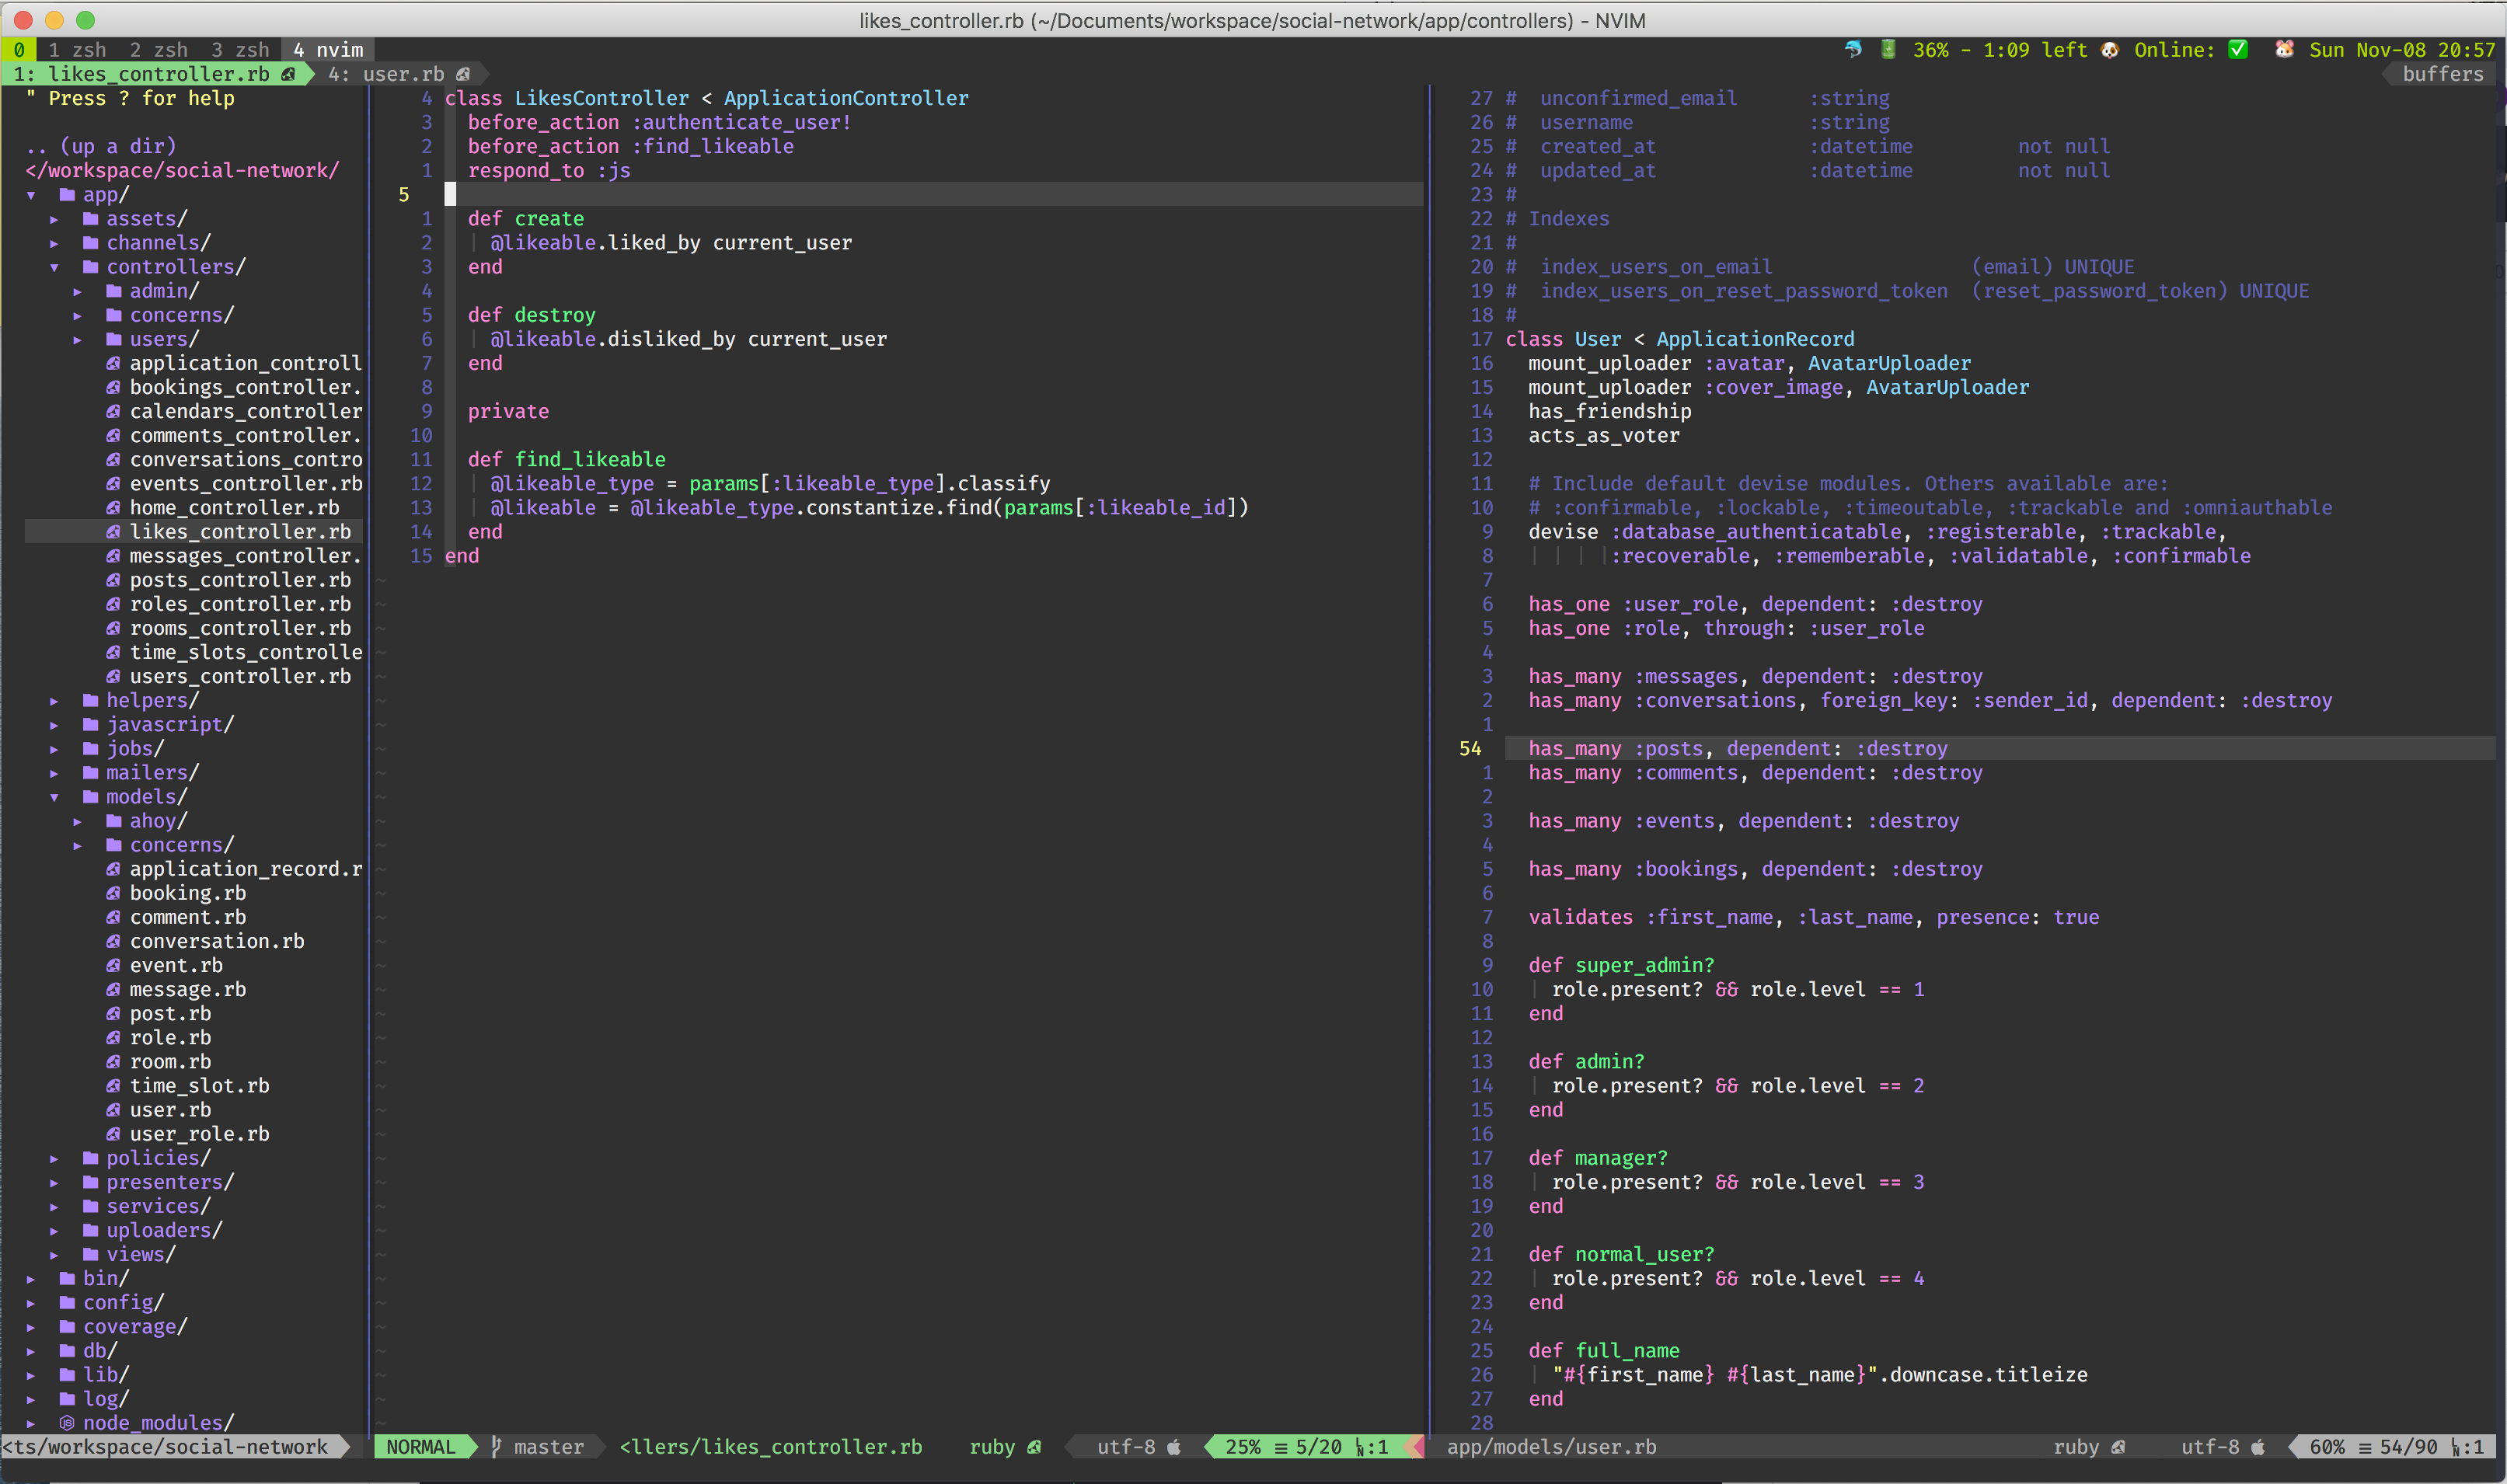 likes_controller.rb (~/Documents/workspace/social-network/app/controllers) - NVIM
0 1 zsh 2 zsh 3 zsh 4 nvim
36% - 1:09 left Online: Sun Nov-08 20:57
1: likes_controller.rb 4: user.rb
buffers
" Press ? for help
.. (up a dir)
</workspace/social-network/
▾ app/
▸ assets/
▸ channels/
▾ controllers/
▸ admin/
▸ concerns/
▸ users/
application_controll
bookings_controller.
calendars_controller
comments_controller.
conversations_contro
events_controller.rb
home_controller.rb
likes_controller.rb
messages_controller.
posts_controller.rb
roles_controller.rb
rooms_controller.rb
time_slots_controlle
users_controller.rb
▸ helpers/
▸ javascript/
▸ jobs/
▸ mailers/
▾ models/
▸ ahoy/
▸ concerns/
application_record.r
booking.rb
comment.rb
conversation.rb
event.rb
message.rb
post.rb
role.rb
room.rb
time_slot.rb
user.rb
user_role.rb
▸ policies/
▸ presenters/
▸ services/
▸ uploaders/
▸ views/
▸ bin/
▸ config/
▸ coverage/
▸ db/
▸ lib/
▸ log/
▸ node_modules/
<ts/workspace/social-network
4 class LikesController < ApplicationController
3 before_action :authenticate_user!
2 before_action :find_likeable
1 respond_to :js
5
1 def create
2 @likeable.liked_by current_user
3 end
4
5 def destroy
6 @likeable.disliked_by current_user
7 end
8
9 private
10
11 def find_likeable
12 @likeable_type = params[:likeable_type].classify
13 @likeable = @likeable_type.constantize.find(params[:likeable_id])
14 end
15 end
NORMAL master <llers/likes_controller.rb ruby utf-8 25% ≡ 5/20 ㏑:1
27 # unconfirmed_email :string
26 # username :string
25 # created_at :datetime not null
24 # updated_at :datetime not null
23 #
22 # Indexes
21 #
20 # index_users_on_email (email) UNIQUE
19 # index_users_on_reset_password_token (reset_password_token) UNIQUE
18 #
17 class User < ApplicationRecord
16 mount_uploader :avatar, AvatarUploader
15 mount_uploader :cover_image, AvatarUploader
14 has_friendship
13 acts_as_voter
12
11 # Include default devise modules. Others available are:
10 # :confirmable, :lockable, :timeoutable, :trackable and :omniauthable
9 devise :database_authenticatable, :registerable, :trackable,
8 :recoverable, :rememberable, :validatable, :confirmable
7
6 has_one :user_role, dependent: :destroy
5 has_one :role, through: :user_role
4
3 has_many :messages, dependent: :destroy
2 has_many :conversations, foreign_key: :sender_id, dependent: :destroy
1
54 has_many :posts, dependent: :destroy
1 has_many :comments, dependent: :destroy
2
3 has_many :events, dependent: :destroy
4
5 has_many :bookings, dependent: :destroy
6
7 validates :first_name, :last_name, presence: true
8
9 def super_admin?
10 role.present? && role.level == 1
11 end
12
13 def admin?
14 role.present? && role.level == 2
15 end
16
17 def manager?
18 role.present? && role.level == 3
19 end
20
21 def normal_user?
22 role.present? && role.level == 4
23 end
24
25 def full_name
26 "#{first_name} #{last_name}".downcase.titleize
27 end
28
app/models/user.rb ruby utf-8 60% ≡ 54/90 ㏑:1